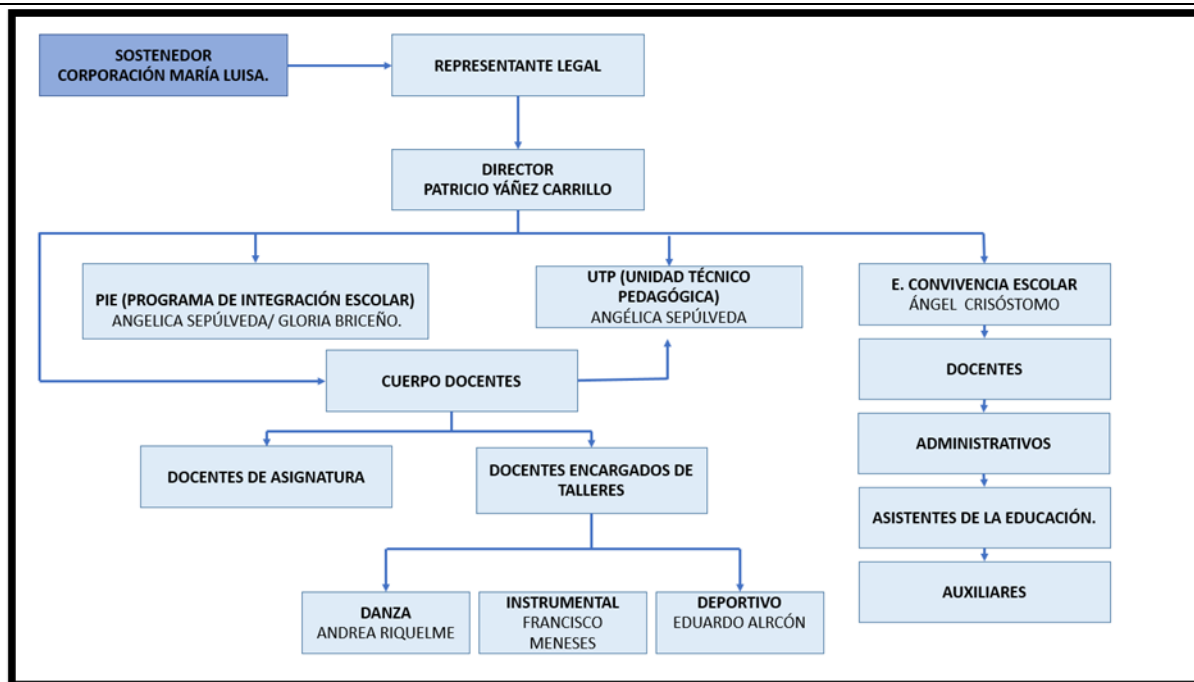 SOSTENEDOR
CORPORACIÓN MARÍA LUISA.
REPRESENTANTE LEGAL
DIRECTOR
PATRICIO YÁÑEZ CARRILLO
PIE (PROGRAMA DE INTEGRACIÓN ESCOLAR)
ANGELICA SEPÚLVEDA/ GLORIA BRICEÑO.
UTP (UNIDAD TÉCNICO
PEDAGÓGICA)
ANGÉLICA SEPÚLVEDA
E. CONVIVENCIA ESCOLAR
ÁNGEL CRISÓSTOMO
CUERPO DOCENTES
DOCENTES
ADMINISTRATIVOS
DOCENTES DE ASIGNATURA
DOCENTES ENCARGADOS DE
TALLERES
ASISTENTES DE LA EDUCACIÓN.
AUXILIARES
DANZA
ANDREA RIQUELME
INSTRUMENTAL
FRANCISCO
MENESES
DEPORTIVO
EDUARDO ALRCÓN